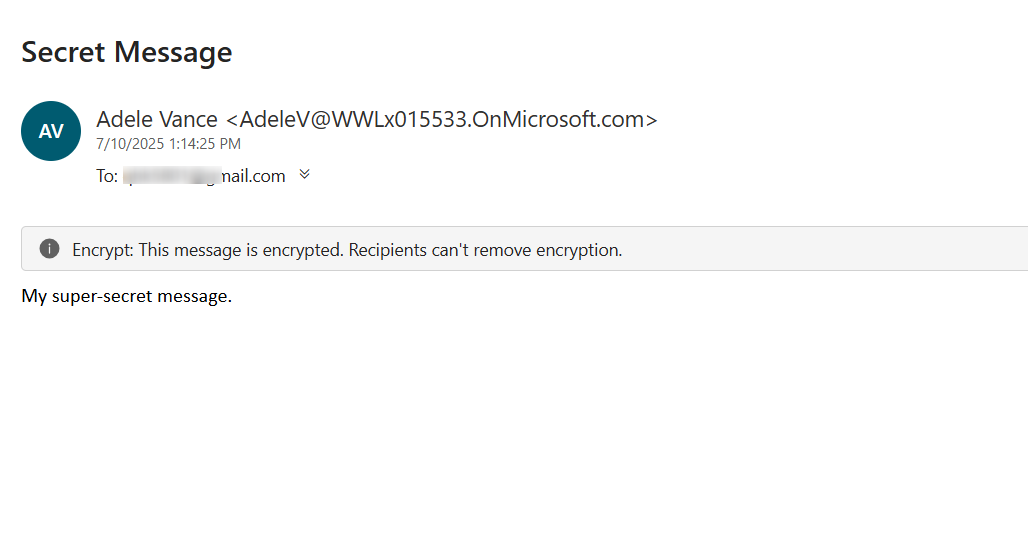 Secret Message
AV
Adele Vance <AdeleV@WWLx015533.OnMicrosoft.com>
7/10/2025 1:14:25 PM
To: mail.com
Encrypt: This message is encrypted. Recipients can't remove encryption.
My super-secret message.